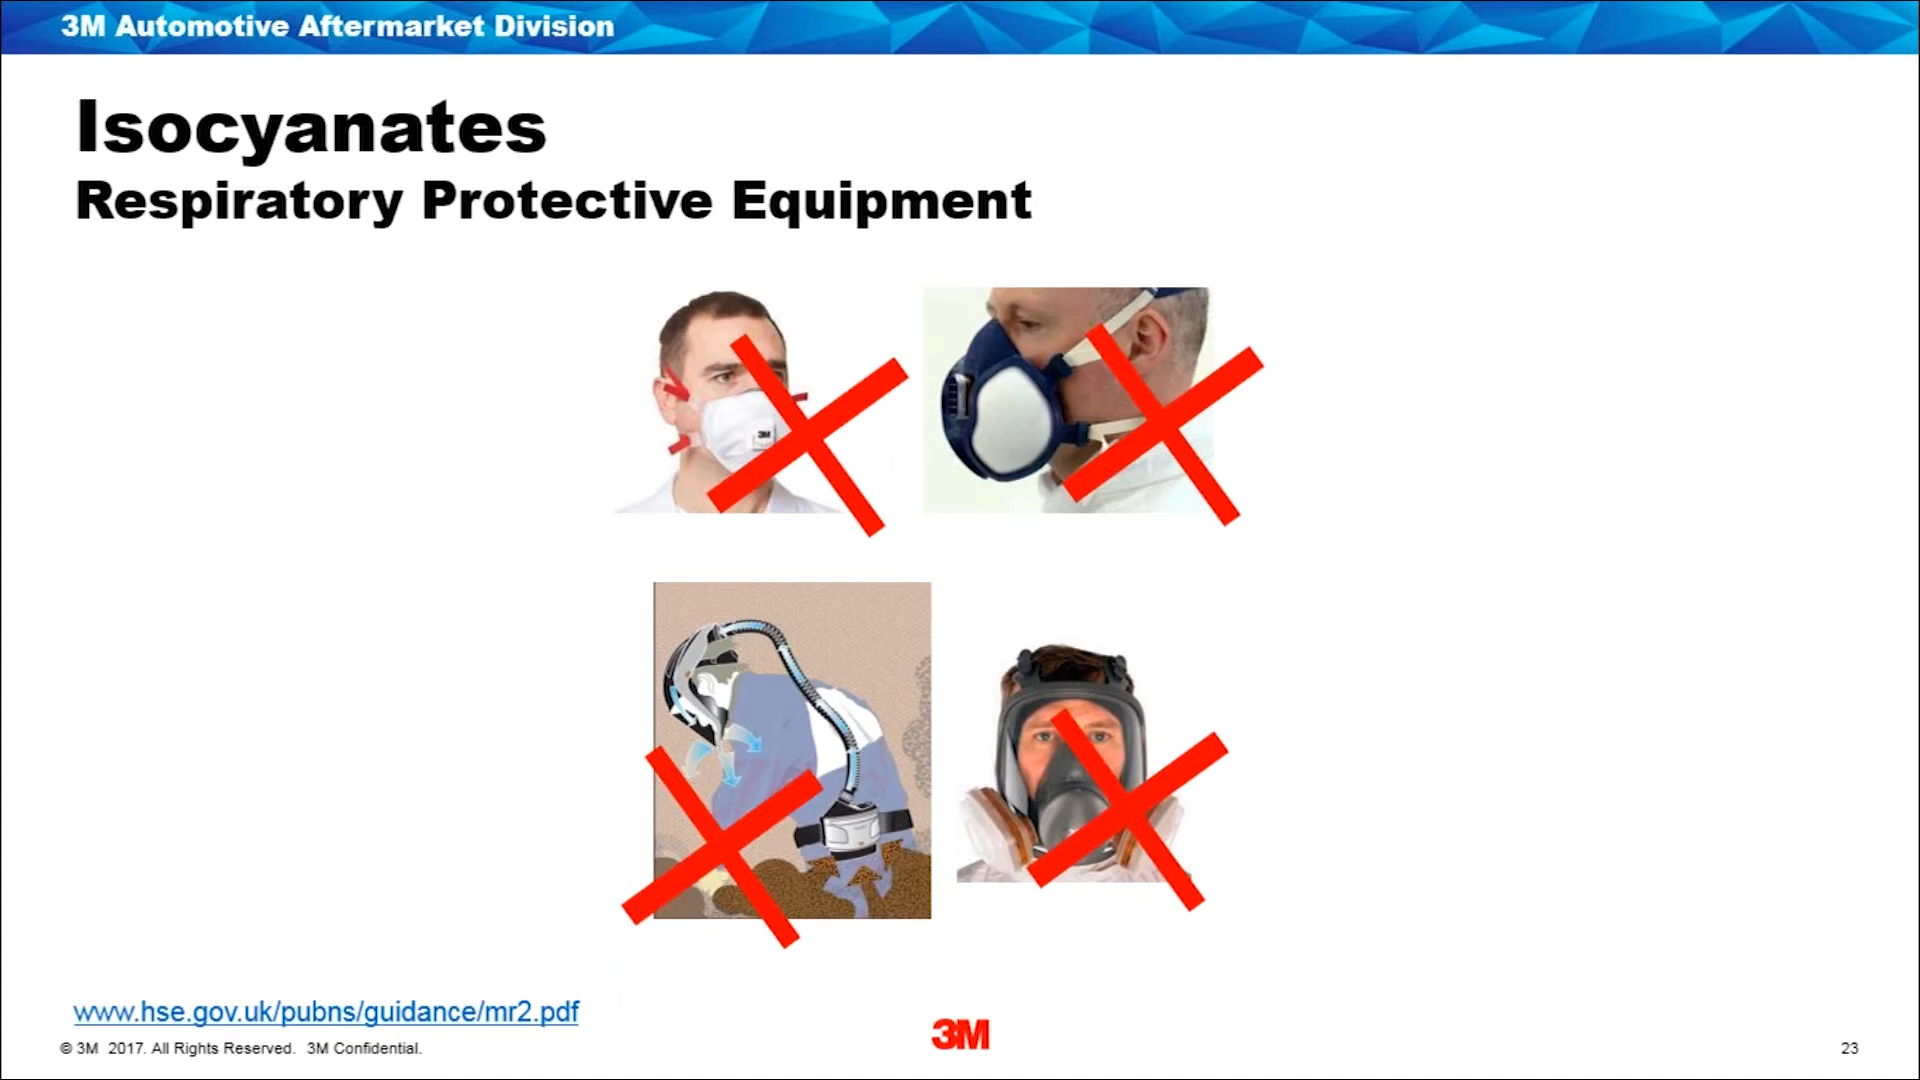 3M Automotive Aftermarket Division
Isocyanates
Respiratory Protective Equipment
3M
www.hse.gov.uk/pubns/guidance/mr2.pdf
© 3M 2017. All Rights Reserved. 3M Confidential.
3M
23